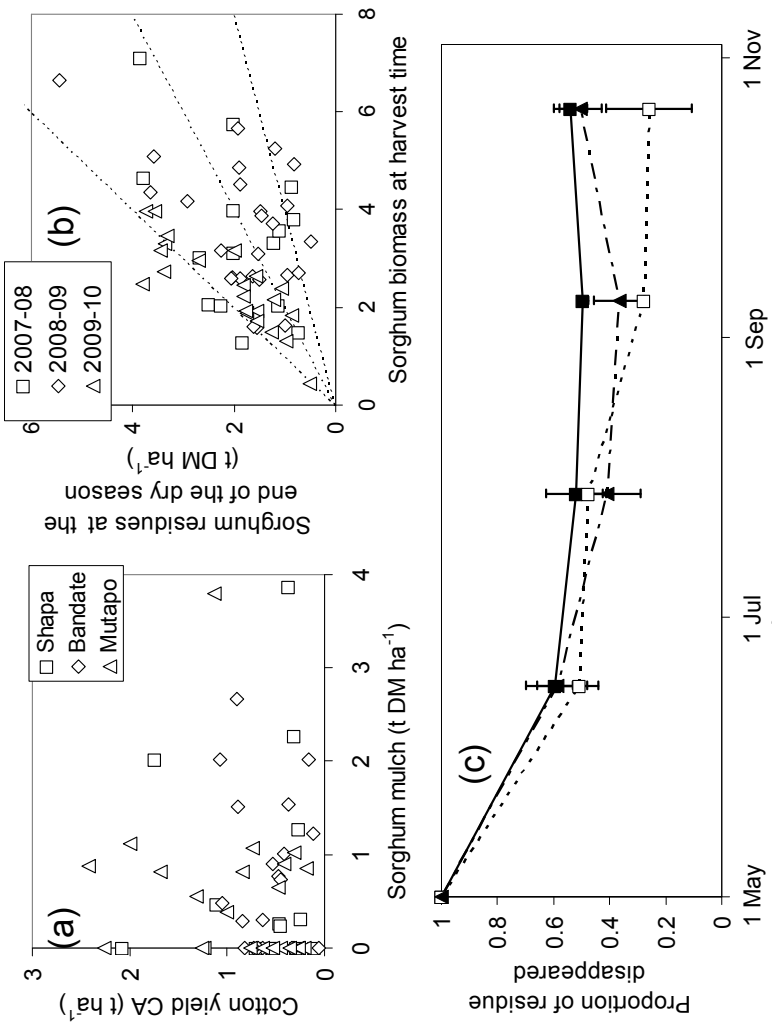 (a)
Cotton yield CA (t ha-1)
3
2
1
0
0 1 2 3 4
Sorghum mulch (t DM ha-1)
Shapa
Bandate
Mutapo
(b)
Sorghum residues at the
end of the dry season
(t DM ha-1)
6
4
2
0
0 2 4 6 8
Sorghum biomass at harvest time
2007-08
2008-09
2009-10
(c)
Proportion of residue
disappeared
1
0.8
0.6
0.4
0.2
0
1 May 1 Jul 1 Sep 1 Nov